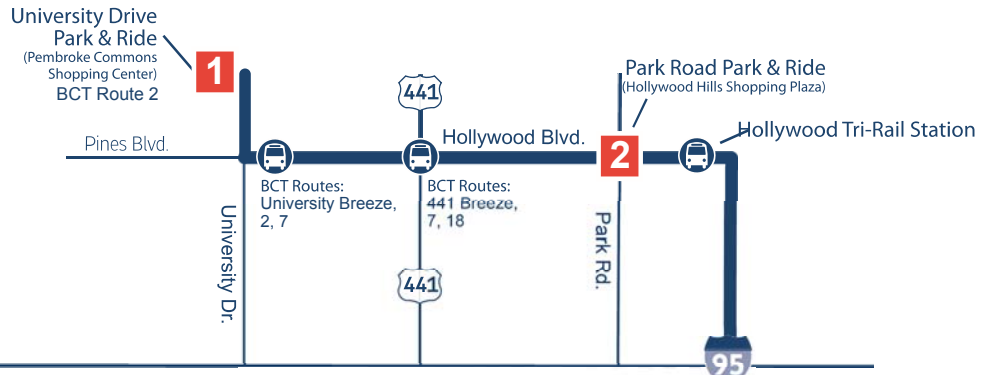 University Drive
Park & Ride
(Pembroke Commons
Shopping Center)
BCT Route 2
1
441
Park Road Park & Ride
(Hollywood Hills Shopping Plaza)
Hollywood Tri-Rail Station
Pines Blvd.
Hollywood Blvd.
2
BCT Routes:
University Breeze,
2, 7
BCT Routes:
441 Breeze,
7, 18
University Dr.
Park Rd.
441
95